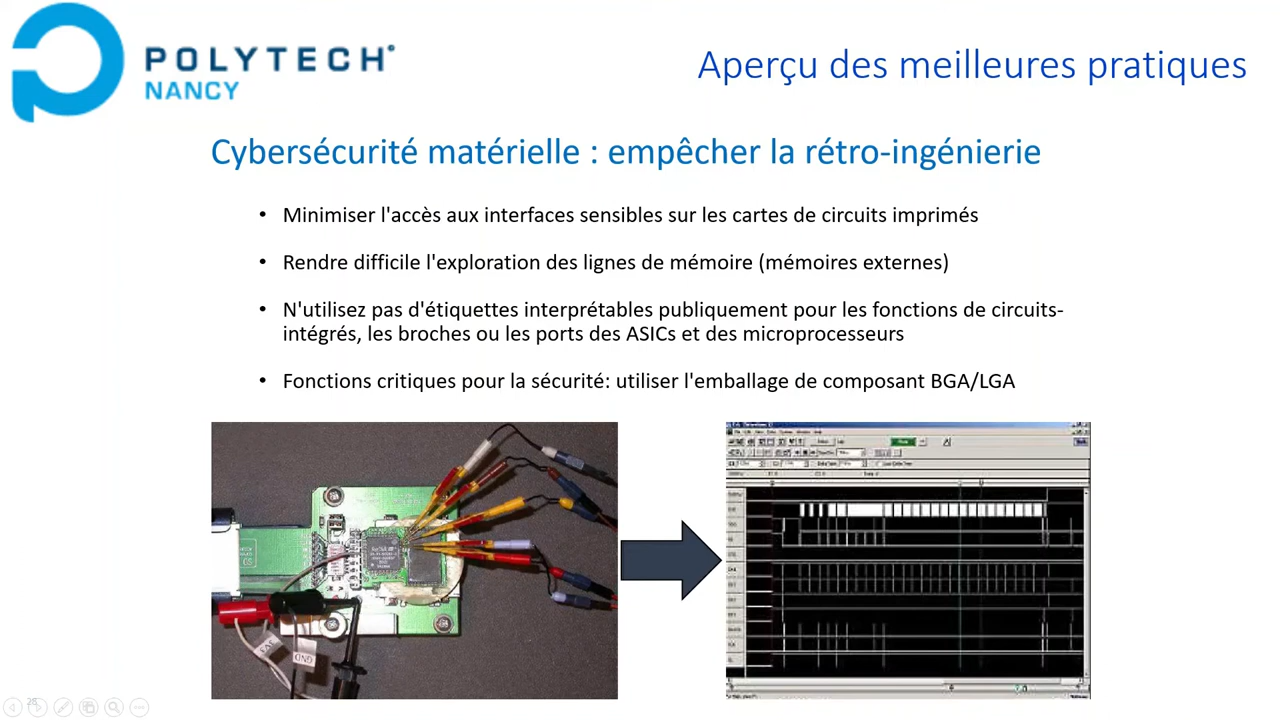 POLYTECH
NANCY
Aperçu des meilleures pratiques
Cybersécurité matérielle : empêcher la rétro-ingénierie
• Minimiser l'accès aux interfaces sensibles sur les cartes de circuits imprimés
• Rendre difficile l'exploration des lignes de mémoire (mémoires externes)
• N'utilisez pas d'étiquettes interprétables publiquement pour les fonctions de circuits-
intégrés, les broches ou les ports des ASICs et des microprocesseurs
• Fonctions critiques pour la sécurité: utiliser l'emballage de composant BGA/LGA
GND
28